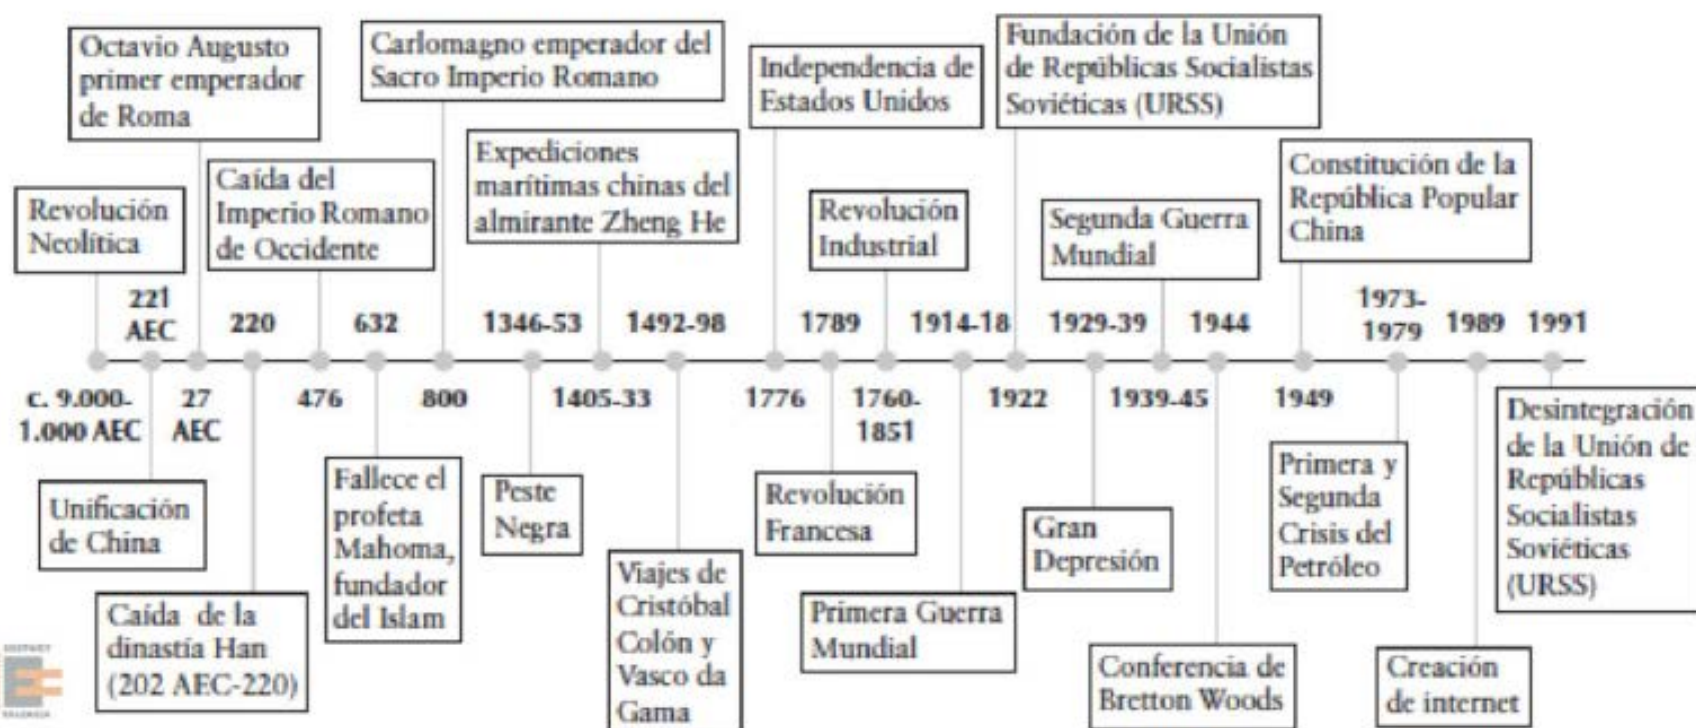 Octavio Augusto
primer emperador
de Roma
Carlomagno emperador del
Sacro Imperio Romano
Independencia de
Estados Unidos
Fundación de la Unión
de Repúblicas Socialistas
Soviéticas (URSS)
Revolución
Neolítica
Caída del
Imperio Romano
de Occidente
Expediciones
marítimas chinas del
almirante Zheng He
Revolución
Industrial
Segunda Guerra
Mundial
Constitución de la
República Popular
China
221
AEC
220
632
1346-53
1492-98
1789
1914-18
1929-39
1944
1973-
1979
1989
1991
c. 9.000-
1.000 AEC
27
AEC
476
800
1405-33
1776
1760-
1851
1922
1939-45
1949
Unificación
de China
Caída de la
dinastía Han
(202 AEC-220)
Fallece el
profeta
Mahoma,
fundador
del Islam
Peste
Negra
Viajes de
Cristóbal
Colón y
Vasco da
Gama
Revolución
Francesa
Primera Guerra
Mundial
Gran
Depresión
Conferencia de
Bretton Woods
Primera y
Segunda
Crisis del
Petróleo
Creación
de internet
Desintegración
de la Unión de
Repúblicas
Socialistas
Soviéticas
(URSS)